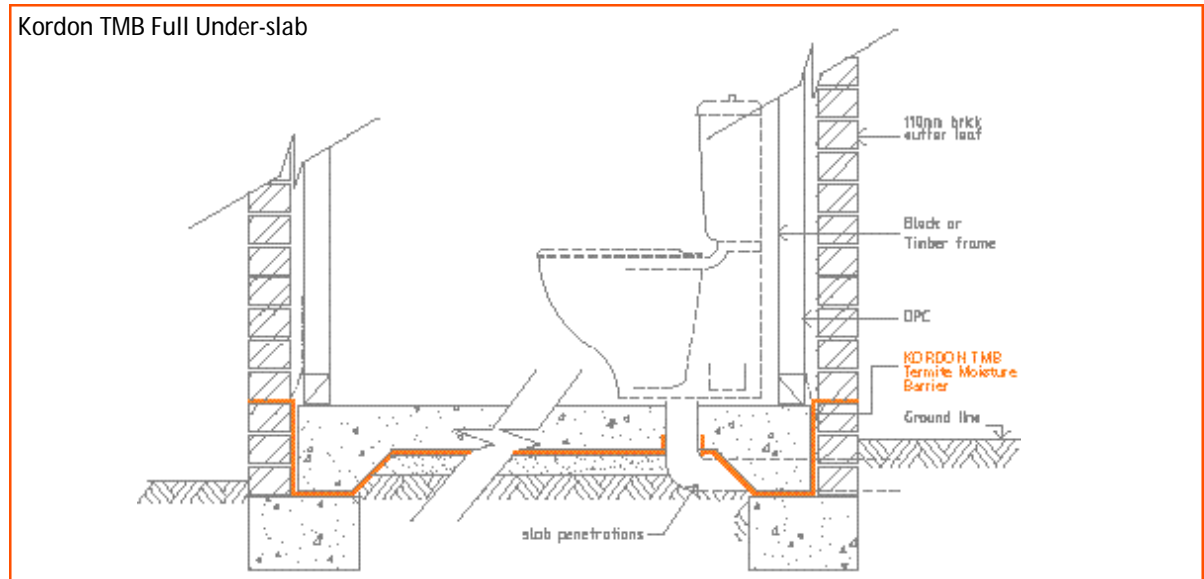 Kordon TMB Full Under-slab
110mm brick
outter leaf
Block or
Timber frame
DPC
KORDON TMB
Termite Moisture
Barrier
Ground line
slab penetrations